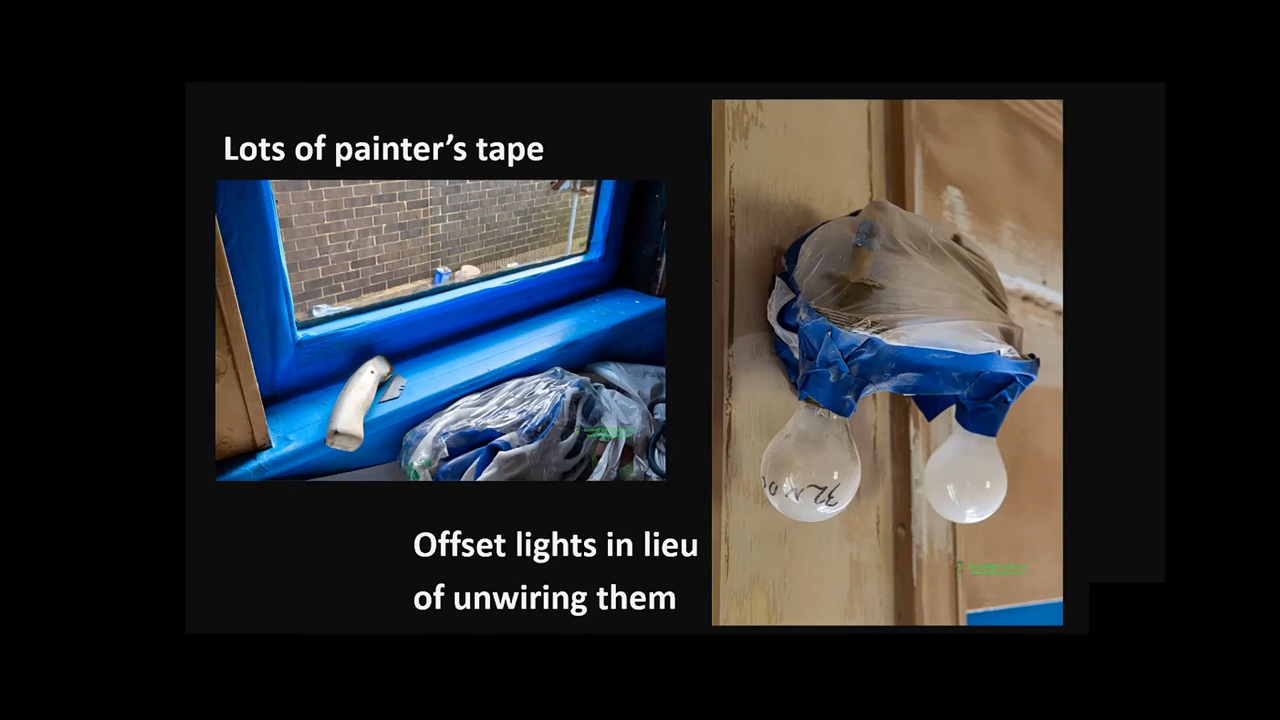 Lots of painter's tape
Offset lights in lieu
of unwiring them